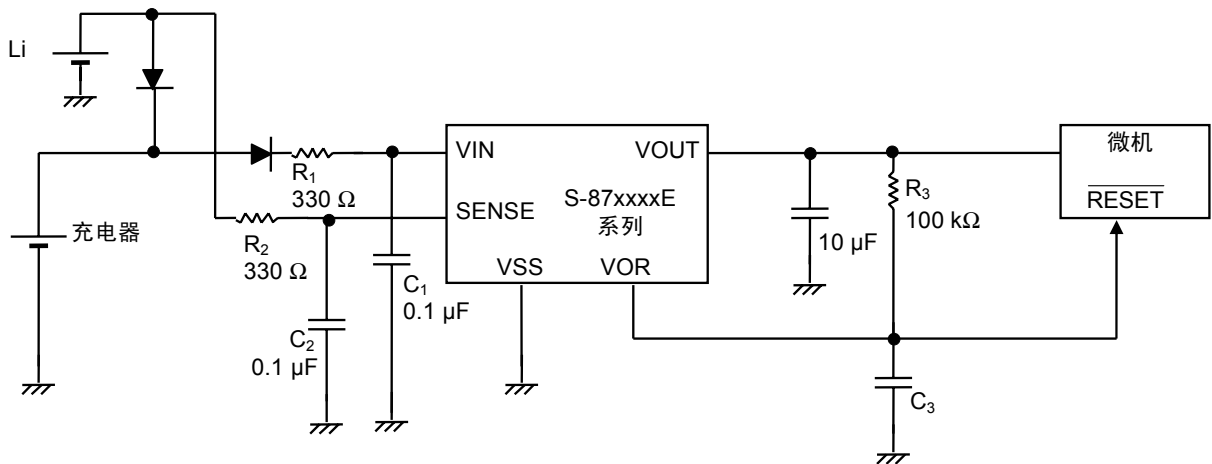 Li
充电器
R₁
330 Ω
R₂
330 Ω
C₂
0.1 µF
C₁
0.1 µF
VIN
VOUT
SENSE
S-87xxxxE
系列
VSS
VOR
10 µF
R₃
100 kΩ
C₃
微机
RESET